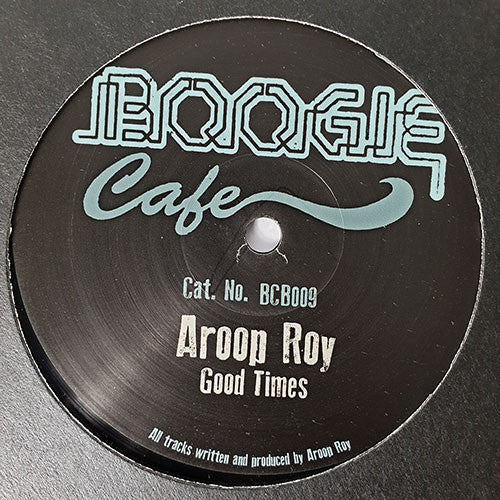 BOOGIE
Cafe
Cat. No. BCB009
Aroop Roy
Good Times
All tracks written and produced by Aroop Roy